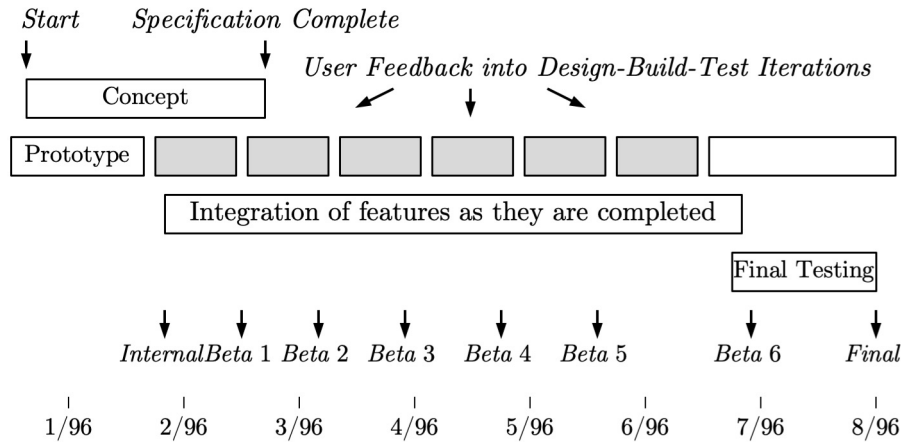 Start Specification Complete
User Feedback into Design-Build-Test Iterations
Concept
Prototype
Integration of features as they are completed
Final Testing
Internal Beta 1 Beta 2 Beta 3 Beta 4 Beta 5 Beta 6 Final
1/96 2/96 3/96 4/96 5/96 6/96 7/96 8/96